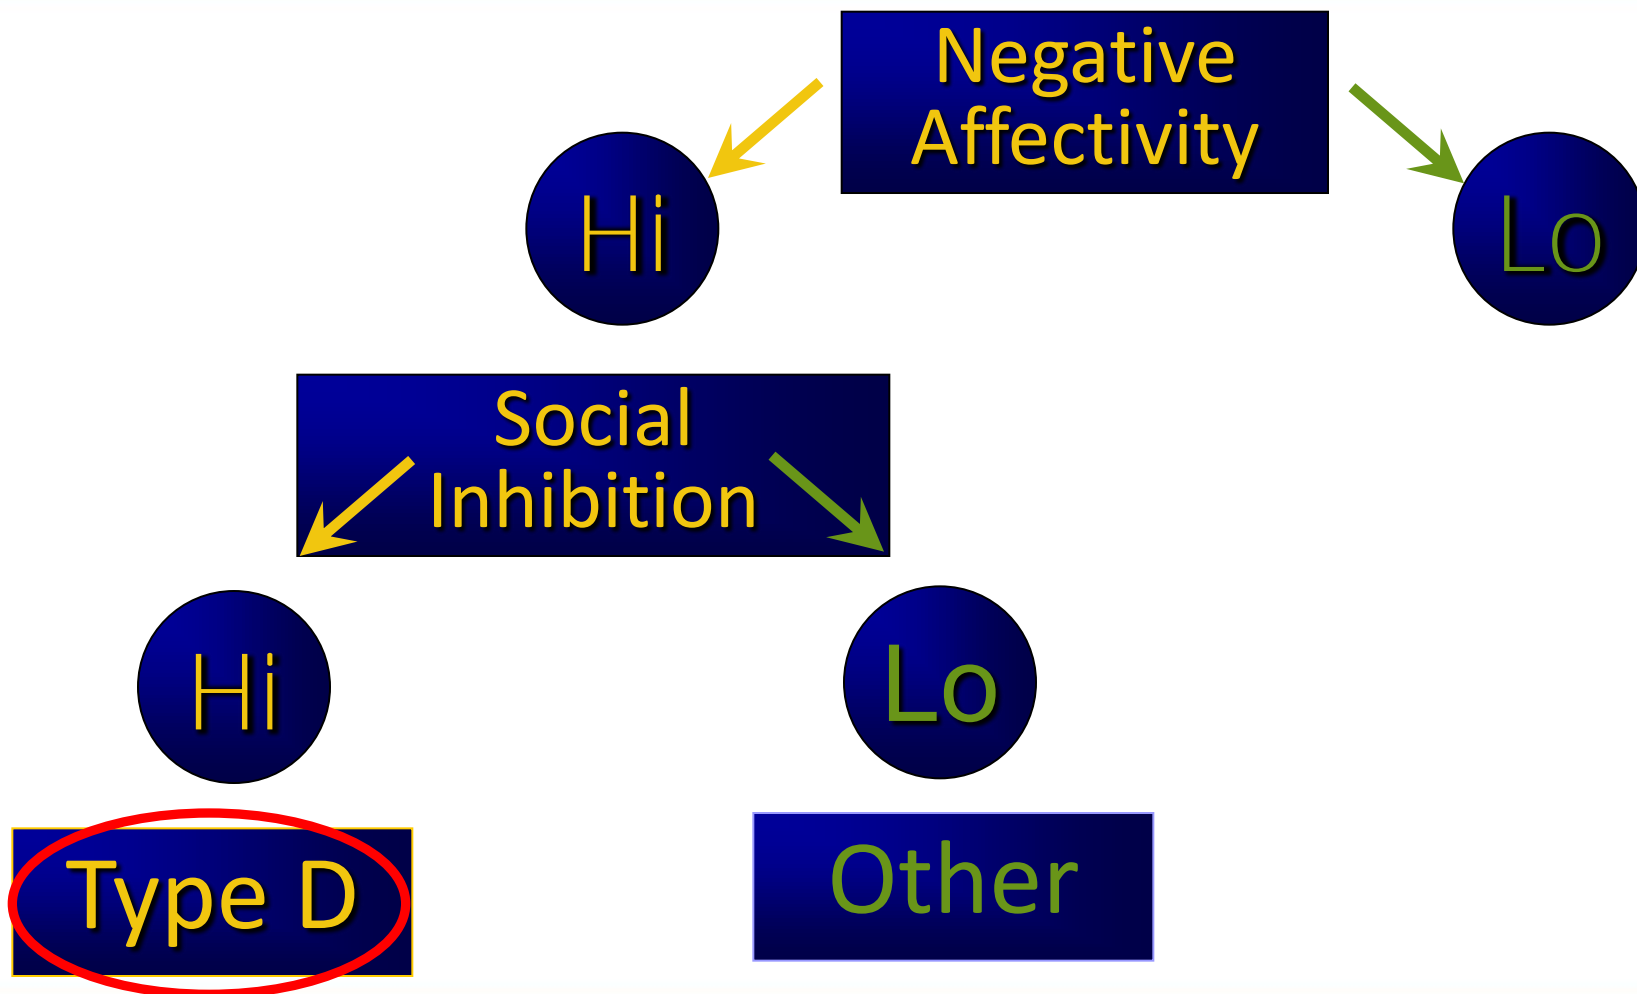 Negative
Affectivity
Hi
Lo
Social
Inhibition
Hi
Lo
Type D
Other